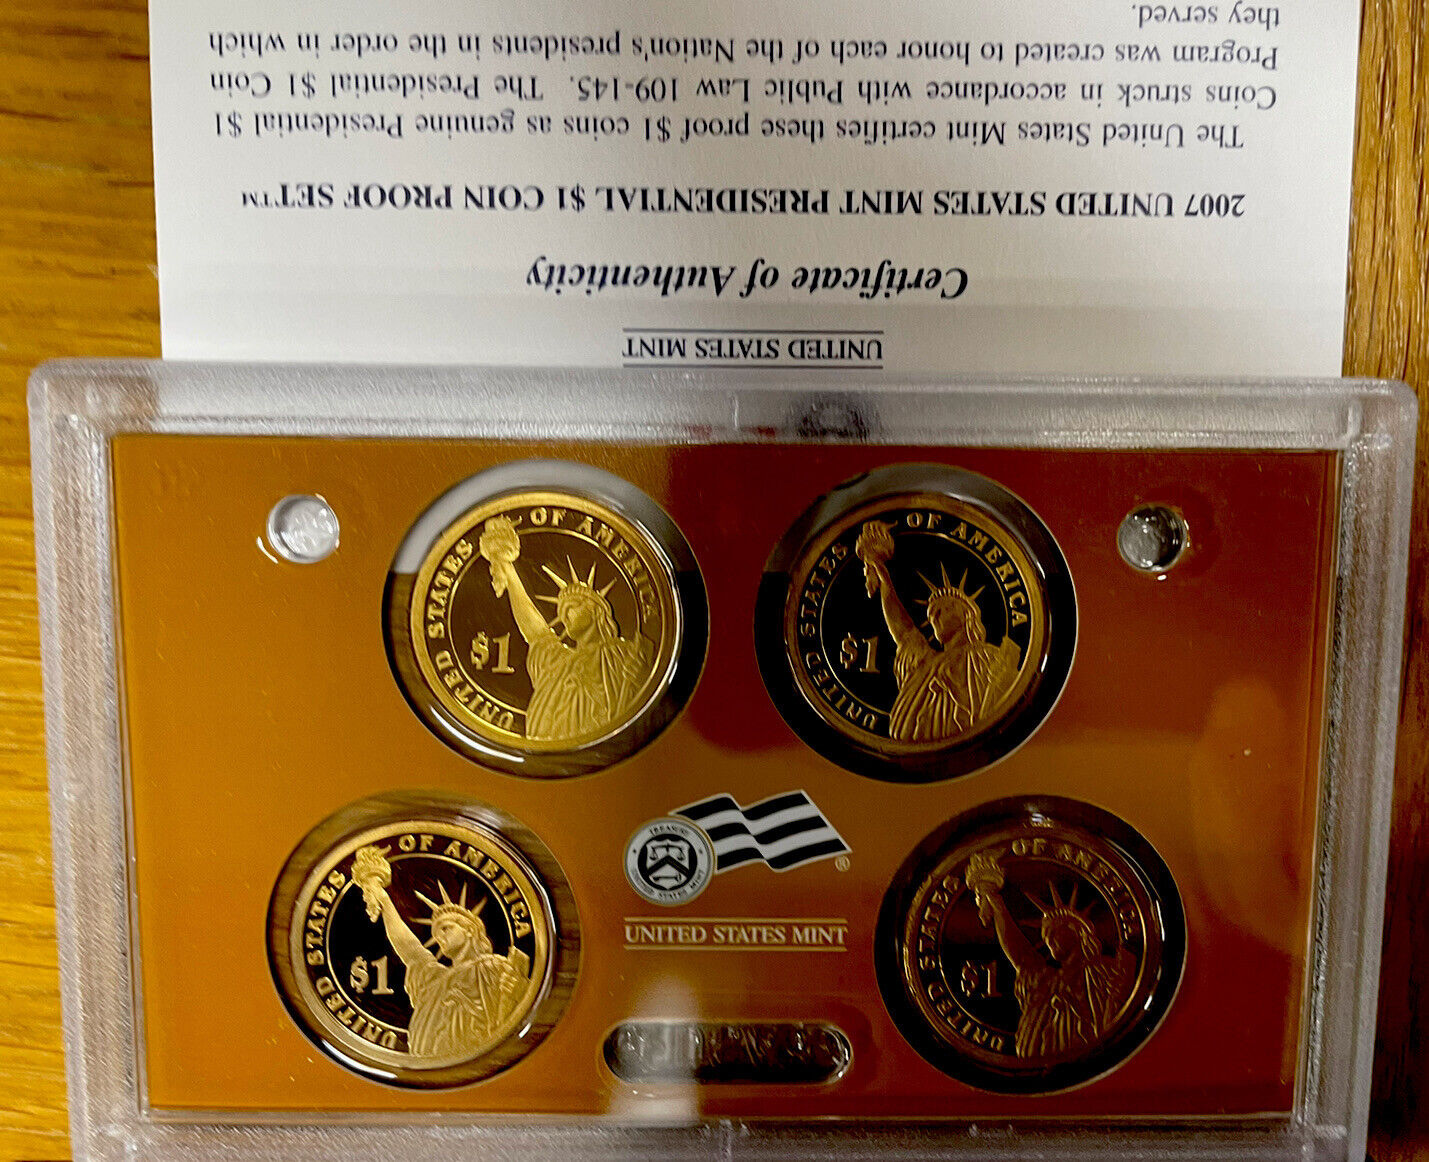 UNITED STATES MINT
Certificate of Authenticity
2007 UNITED STATES MINT PRESIDENTIAL $1 COIN PROOF SET™
The United States Mint certifies these proof $1 coins as genuine Presidential $1
Coins struck in accordance with Public Law 109-145. The Presidential $1 Coin
Program was created to honor each of the Nation's presidents in the order in which
they served.
UNITED STATES OF AMERICA
$1
UNITED STATES OF AMERICA
$1
UNITED STATES OF AMERICA
$1
TREASURY
UNITED STATES MINT
®
UNITED STATES MINT
UNITED STATES OF AMERICA
$1